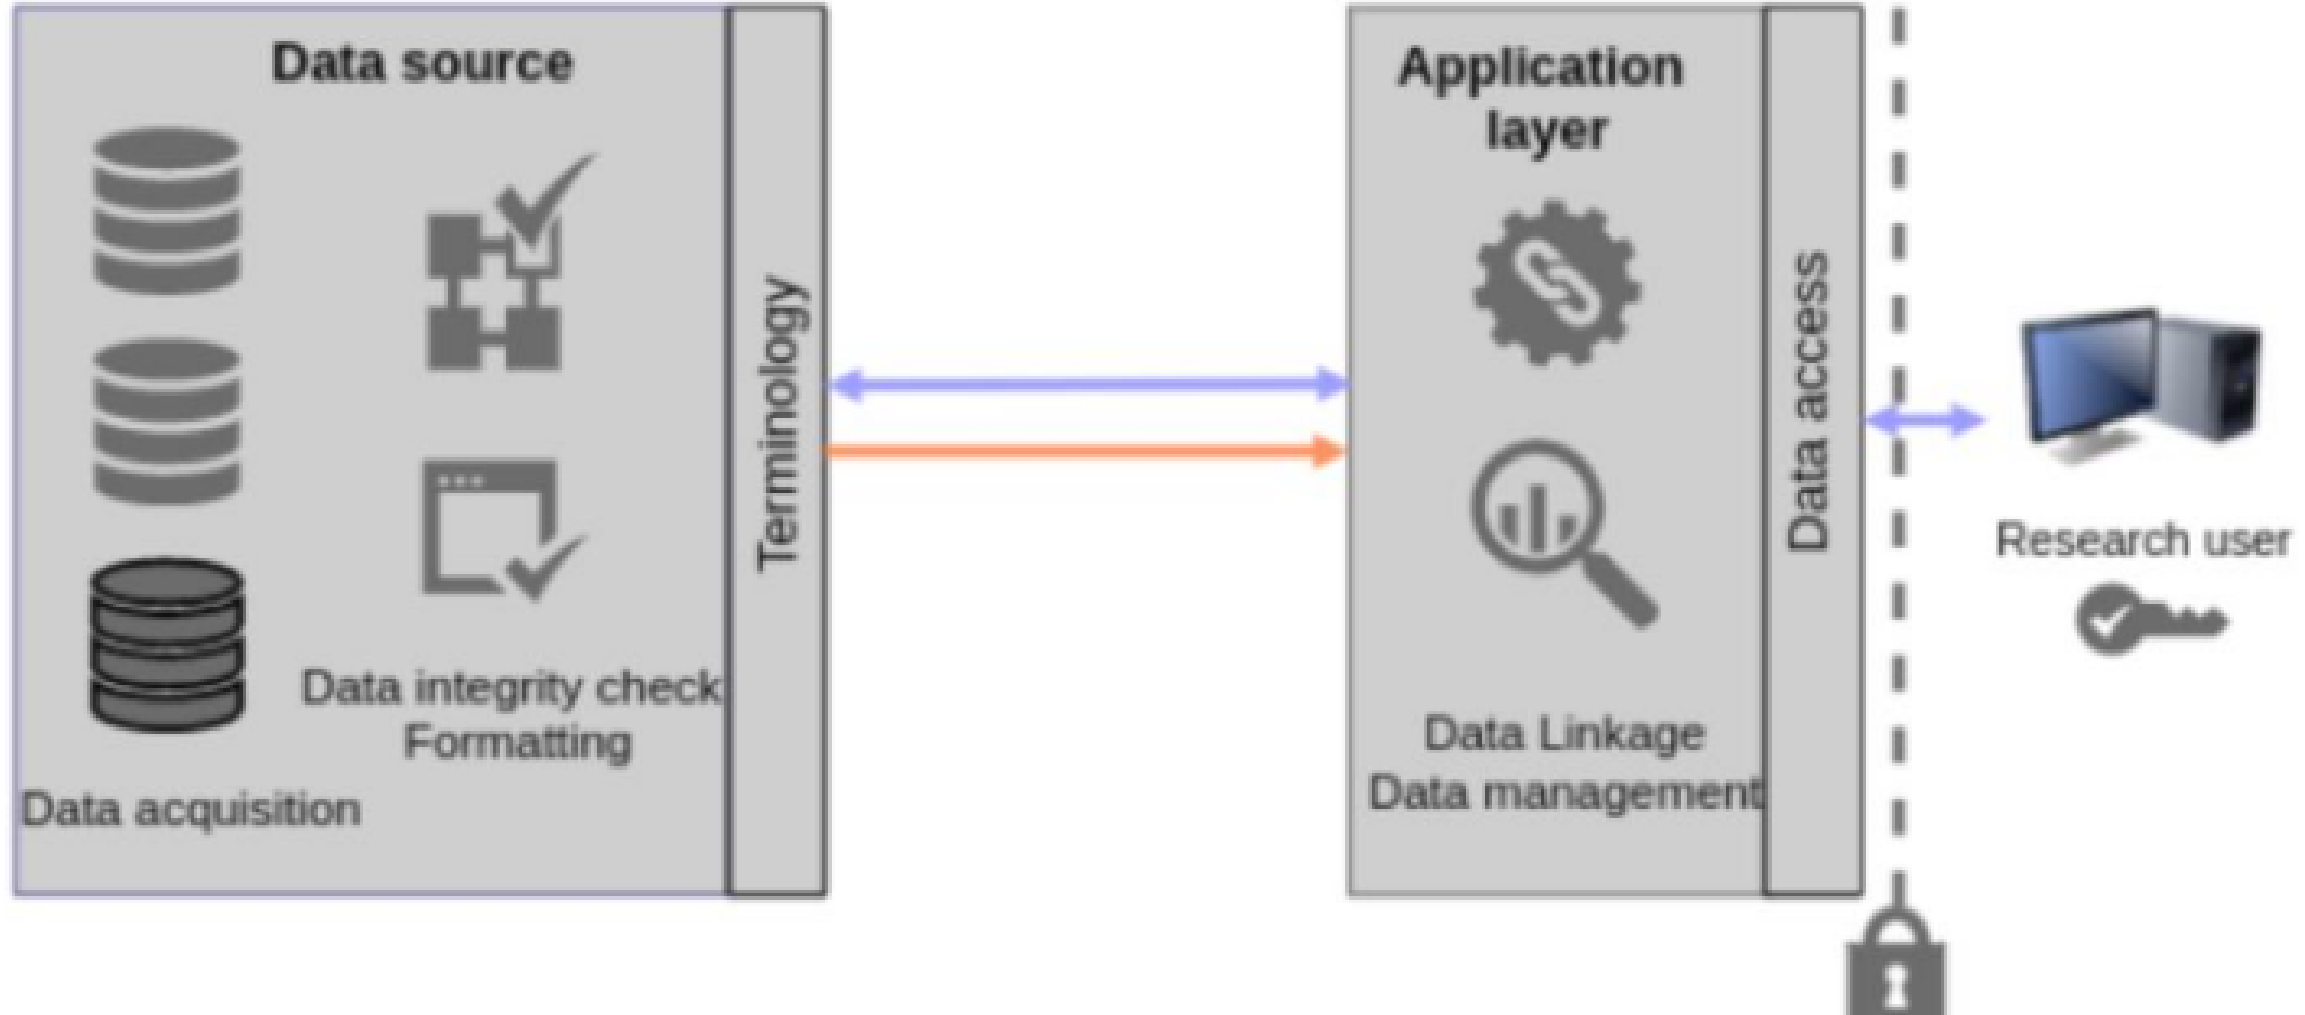 Data source
Data integrity check
Formatting
Data acquisition
Terminology
Application
layer
Data Linkage
Data management
Data access
Research user